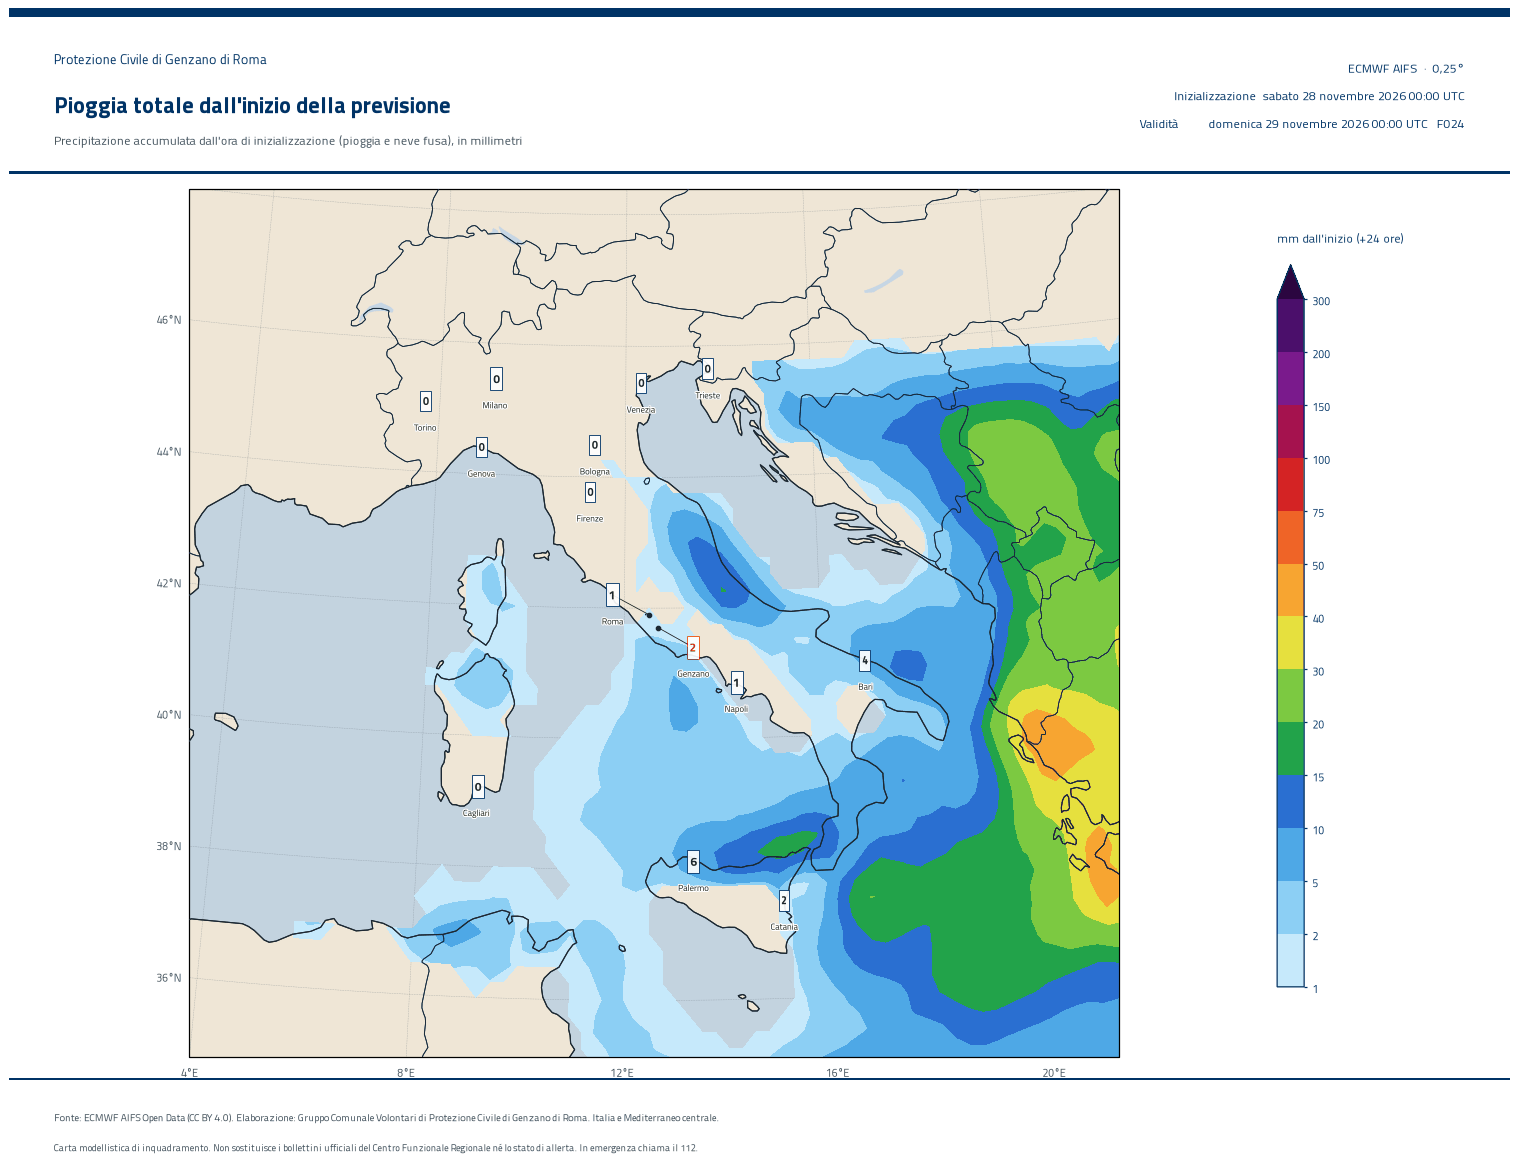 Protezione Civile di Genzano di Roma
Pioggia totale dall'inizio della previsione
Precipitazione accumulata dall'ora di inizializzazione (pioggia e neve fusa), in millimetri
ECMWF AIFS · 0,25°
Inizializzazione sabato 28 novembre 2026 00:00 UTC
Validità domenica 29 novembre 2026 00:00 UTC F024
mm dall'inizio (+24 ore)
300
200
150
100
75
50
40
30
20
15
10
5
2
1
46°N
44°N
42°N
40°N
38°N
36°N
4°E
8°E
12°E
16°E
20°E
0
Torino
0
Milano
0
Venezia
0
Trieste
0
Genova
0
Bologna
0
Firenze
1
Roma
2
Genzano
1
Napoli
4
Bari
0
Cagliari
6
Palermo
2
Catania
Fonte: ECMWF AIFS Open Data (CC BY 4.0). Elaborazione: Gruppo Comunale Volontari di Protezione Civile di Genzano di Roma. Italia e Mediterraneo centrale.
Carta modellistica di inquadramento. Non sostituisce i bollettini ufficiali del Centro Funzionale Regionale né lo stato di allerta. In emergenza chiama il 112.